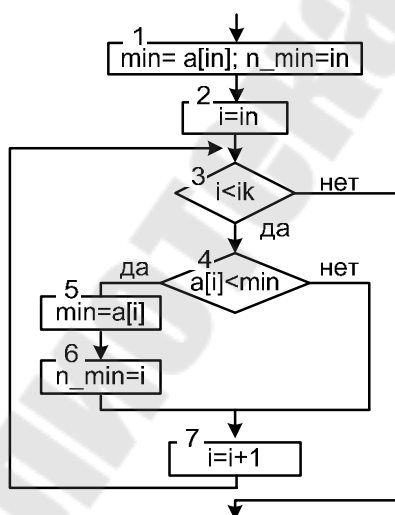 1
min= a[in]; n_min=in
2
i=in
3
i<ik
нет
да
4
a[i]<min
да
нет
5
min=a[i]
6
n_min=i
7
i=i+1